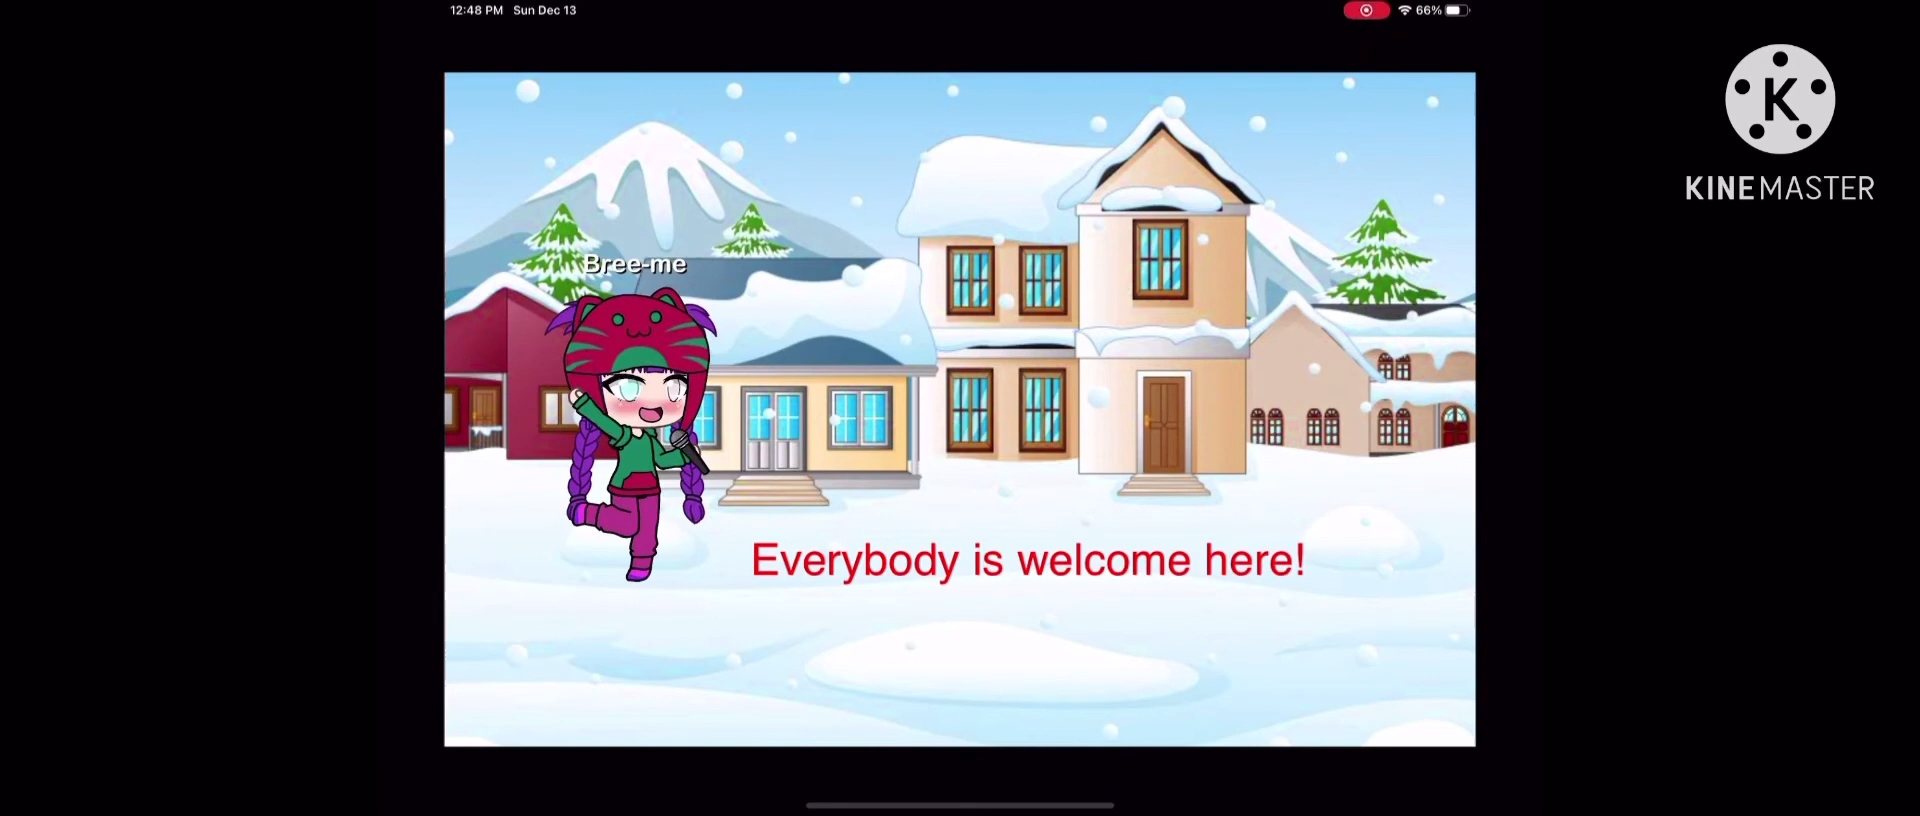 12:48 PM Sun Dec 13
66%
K
KINEMASTER
Bree-me
Everybody is welcome here!